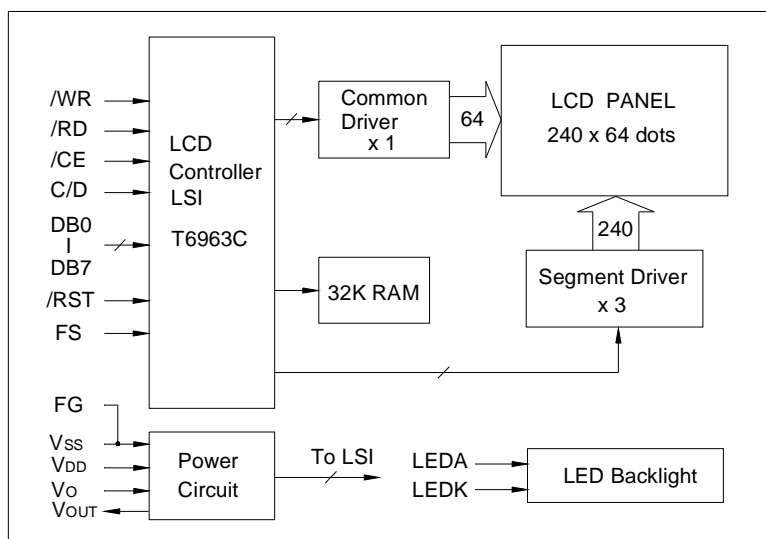 /WR
/RD
/CE
C/D
DB0
DB7
/RST
FS
LCD
Controller
LSI
T6963C
Common
Driver
x 1
64
LCD PANEL
240 x 64 dots
240
32K RAM
Segment Driver
x 3
FG
VSS
VDD
VO
VOUT
Power
Circuit
To LSI
LEDA
LEDK
LED Backlight